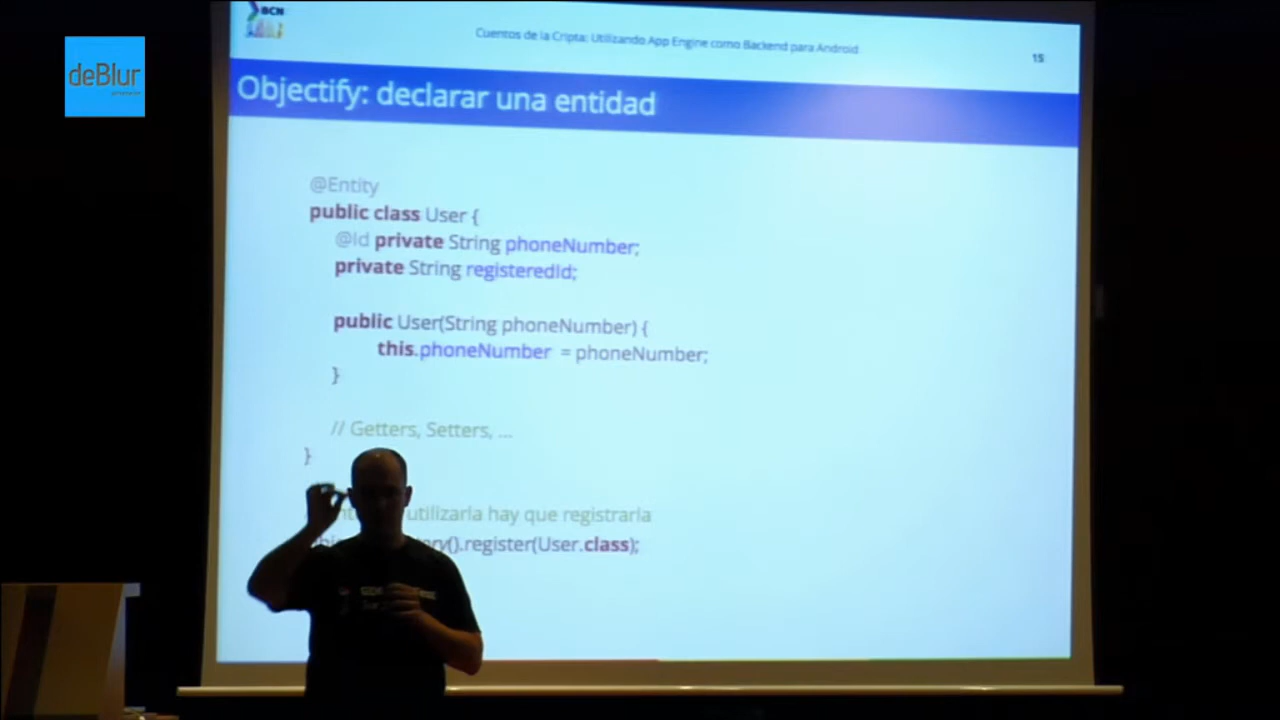 deBlur
BCN
Cuentos de la Cripta: Utilizando App Engine como Backend para Android
15
Objectify: declarar una entidad
@Entity
public class User {
@Id private String phoneNumber;
private String registeredId;
public User(String phoneNumber) {
this.phoneNumber = phoneNumber;
}
// Getters, Setters, ...
}
utilizarla hay que registrarla
().register(User.class);